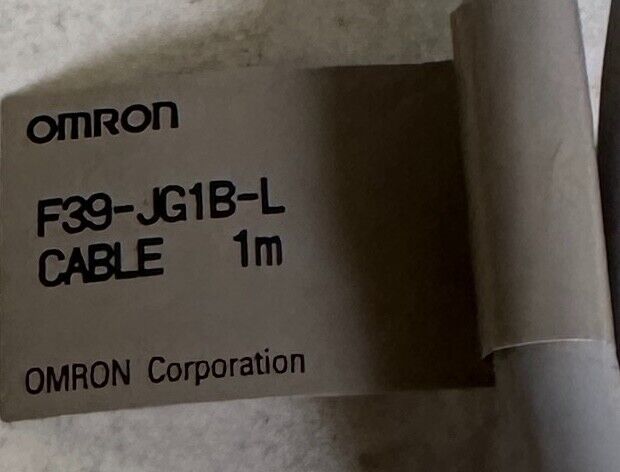 OMRON
F39-JG1B-L
CABLE 1m
OMRON Corporation